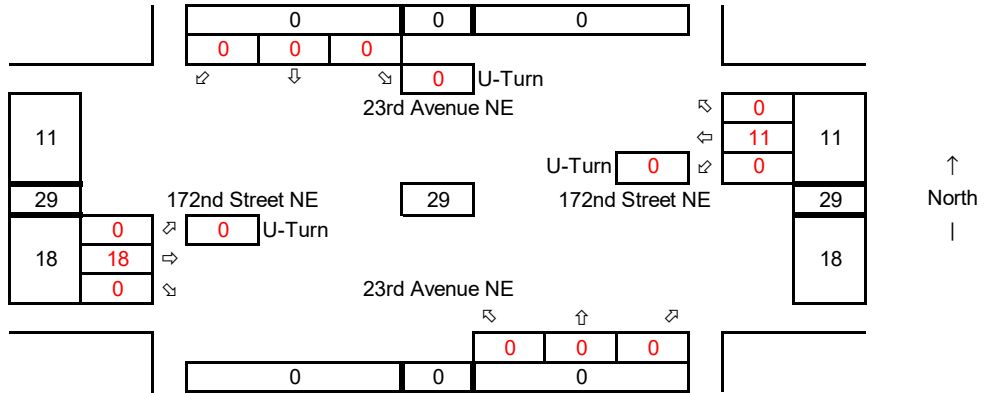 0 0 0
0 0 0
⬃ ⇩ ⬂ 0 U-Turn
23rd Avenue NE
⬁ 0
11 ⇦ 11 11
U-Turn 0 ⬃ 0 ↑
29 172nd Street NE 29 172nd Street NE 29 North
0 ⬀ 0 U-Turn |
18 18 ⇨ 18
0 ⬂ 23rd Avenue NE
⬁ ⇧ ⬀
0 0 0
0 0 0